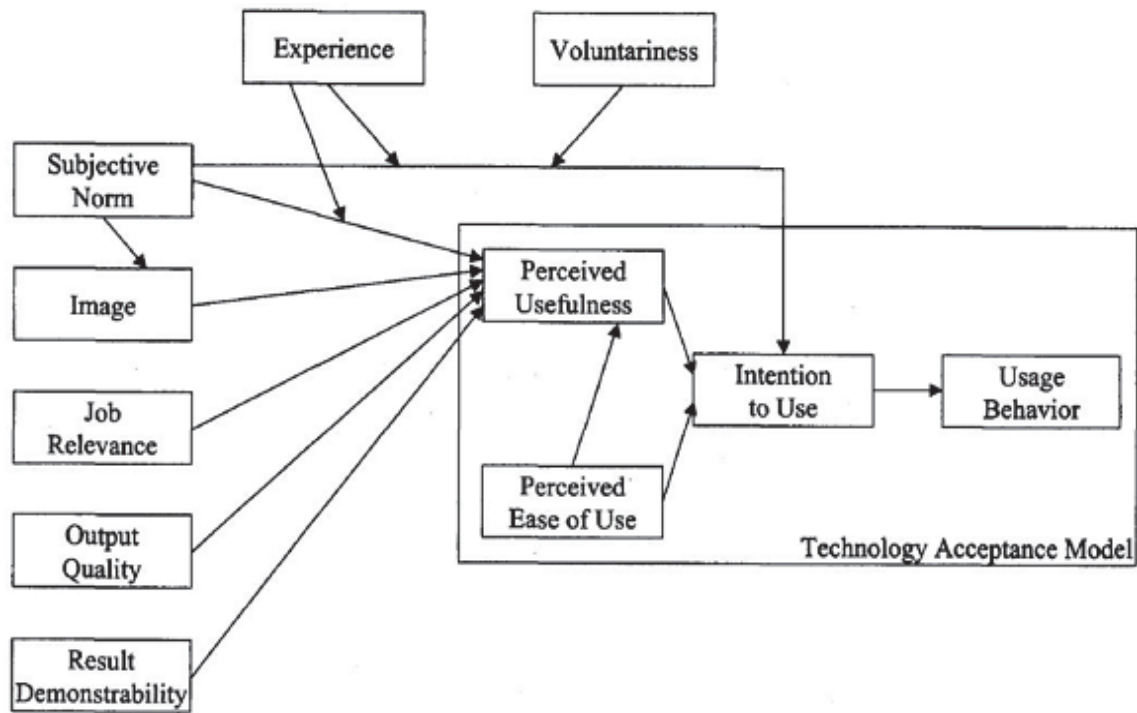 Experience
Voluntariness
Subjective
Norm
Image
Perceived
Usefulness
Job
Relevance
Intention
to Use
Usage
Behavior
Perceived
Ease of Use
Output
Quality
Technology Acceptance Model
Result
Demonstrability